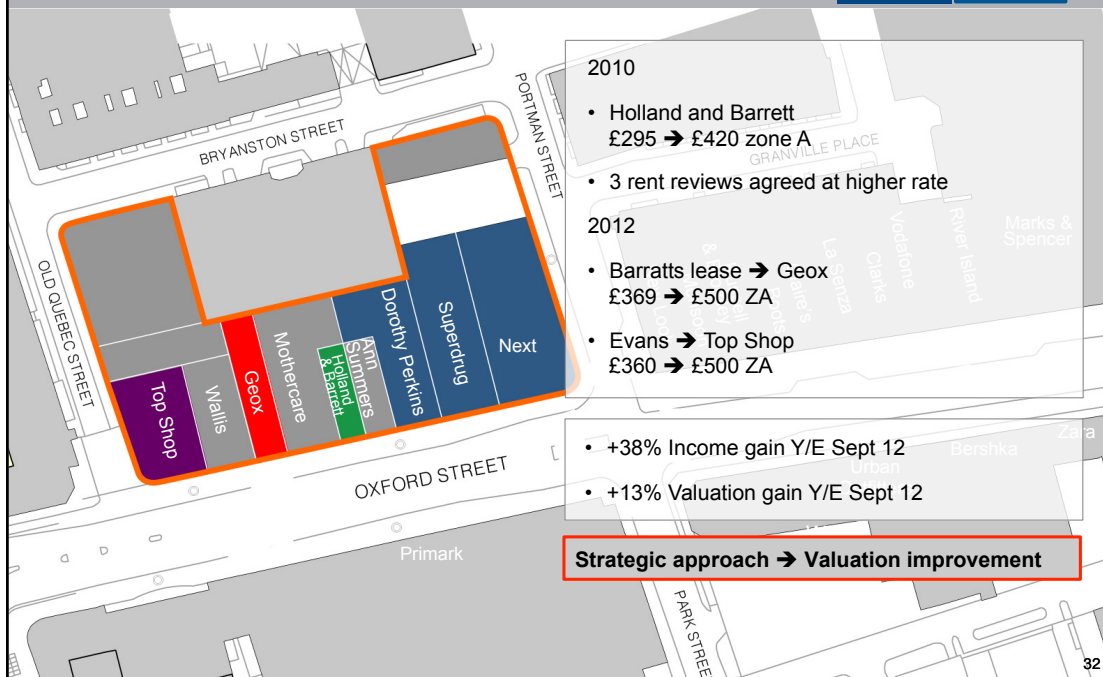 2010
• Holland and Barrett
£295 ➔ £420 zone A
• 3 rent reviews agreed at higher rate
2012
• Barratts lease ➔ Geox
£369 ➔ £500 ZA
• Evans ➔ Top Shop
£360 ➔ £500 ZA
• +38% Income gain Y/E Sept 12
• +13% Valuation gain Y/E Sept 12
Strategic approach ➔ Valuation improvement
BRYANSTON STREET
PORTMAN STREET
GRANVILLE PLACE
OLD QUEBEC STREET
Top Shop
Wallis
Geox
Mothercare
Holland
& Barrett
Ann
Summers
Dorothy Perkins
Superdrug
Next
La Senza
Clarks
Vodafone
River Island
Marks &
Spencer
OXFORD STREET
Primark
Urban
Bershka
Zara
PARK STREE
32